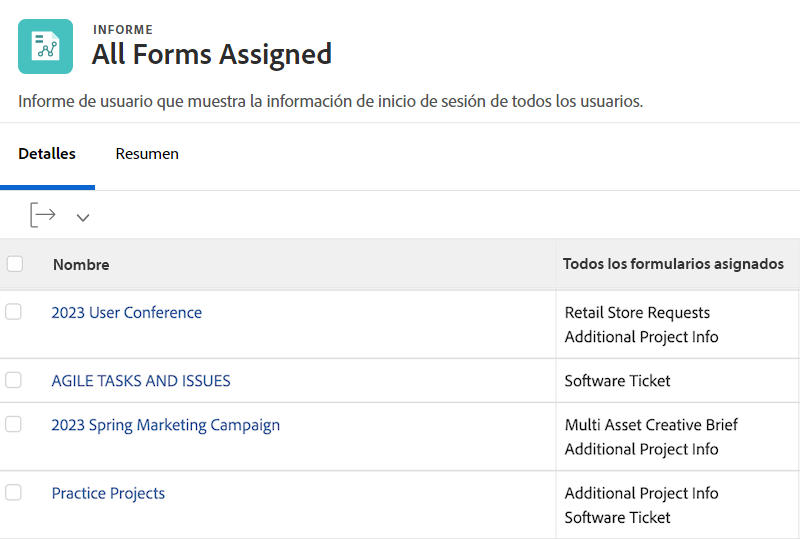 INFORME
All Forms Assigned
Informe de usuario que muestra la información de inicio de sesión de todos los usuarios.
Detalles Resumen
Nombre Todos los formularios asignados
2023 User Conference Retail Store Requests
Additional Project Info
AGILE TASKS AND ISSUES Software Ticket
2023 Spring Marketing Campaign Multi Asset Creative Brief
Additional Project Info
Practice Projects Additional Project Info
Software Ticket